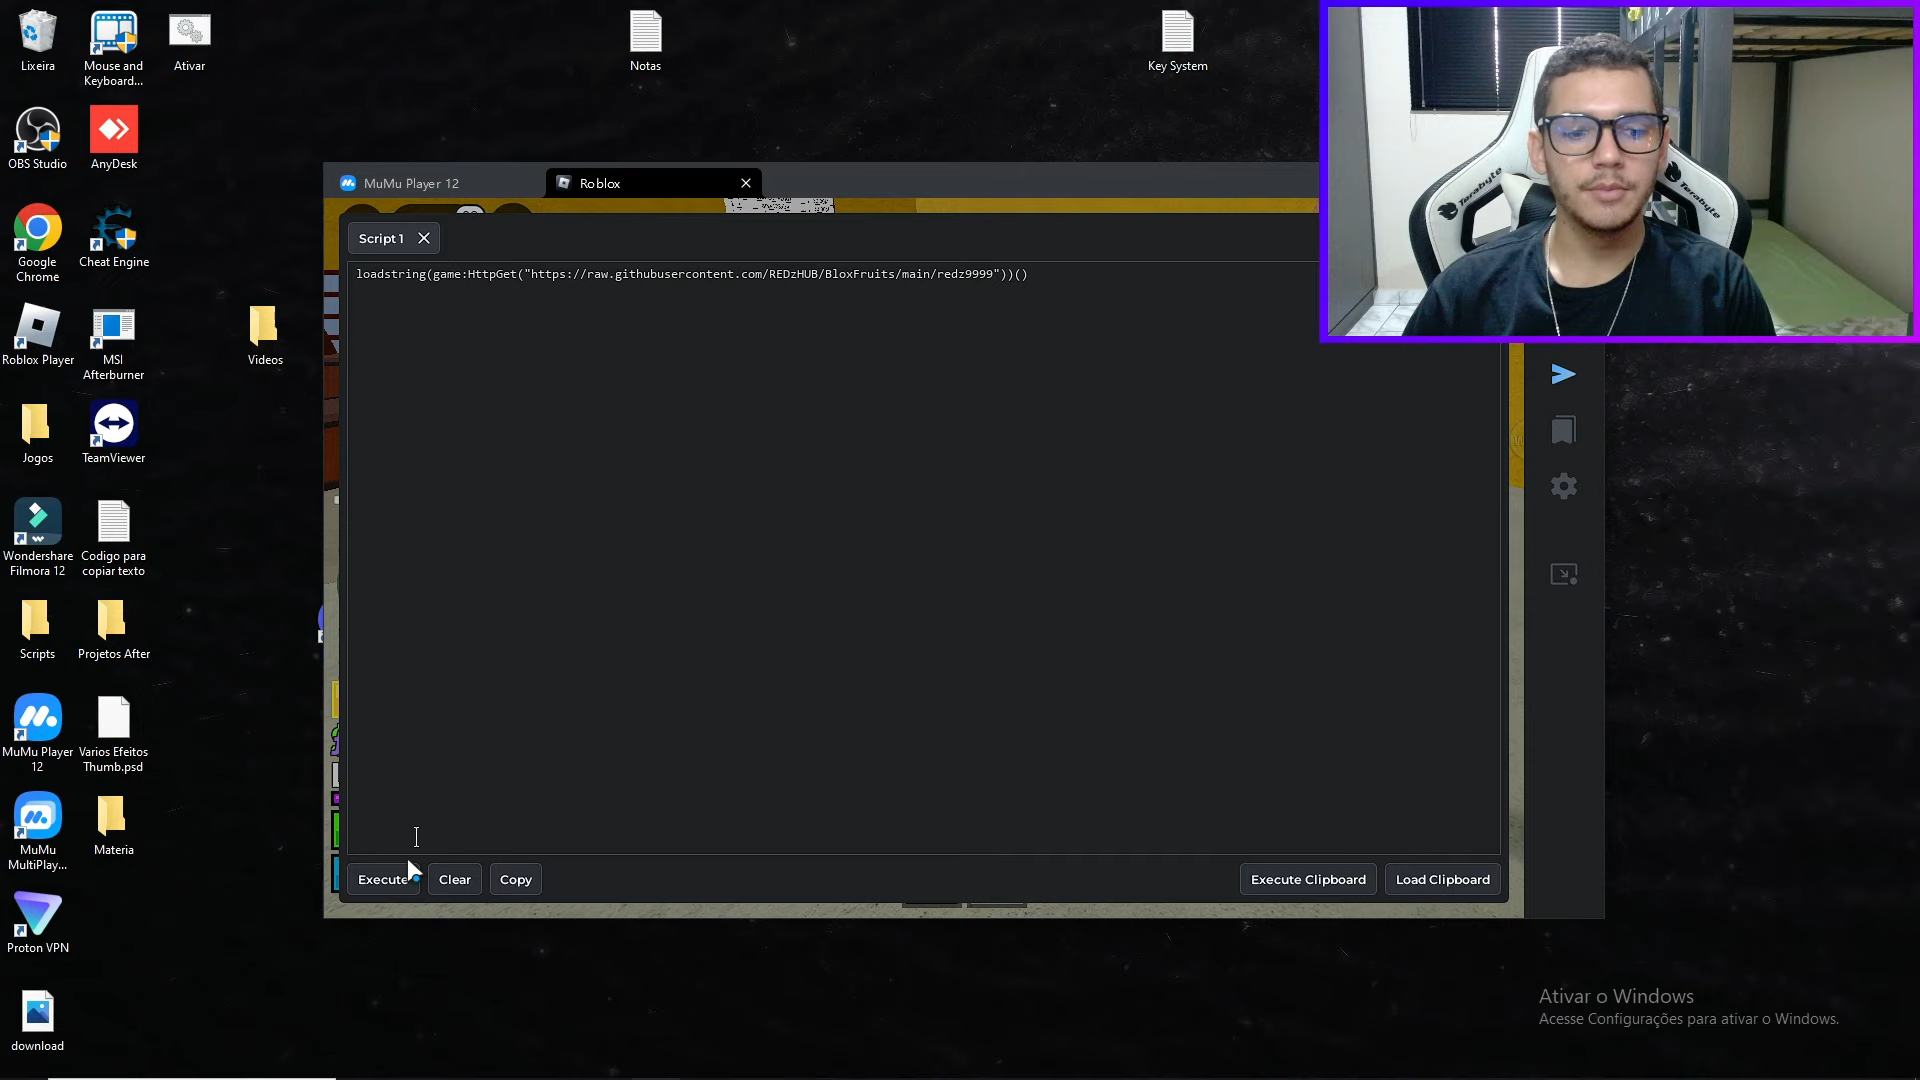 Lixeira
Mouse and
Keyboard...
Ativar
Notas
Key System
OBS Studio
AnyDesk
Google
Chrome
Cheat Engine
Roblox Player
MSI
Afterburner
Videos
Jogos
TeamViewer
Wondershare
Filmora 12
Codigo para
copiar texto
Scripts
Projetos After
MuMu Player
12
Varios Efeitos
Thumb.psd
MuMu
MultiPlay...
Materia
Proton VPN
download
MuMu Player 12
Roblox
Script 1
loadstring(game:HttpGet("https://raw.githubusercontent.com/REDzHUB/BloxFruits/main/redz9999"))()
Execute
Clear
Copy
Execute Clipboard
Load Clipboard
Terabyte
Terabyte
Ativar o Windows
Acesse Configurações para ativar o Windows.